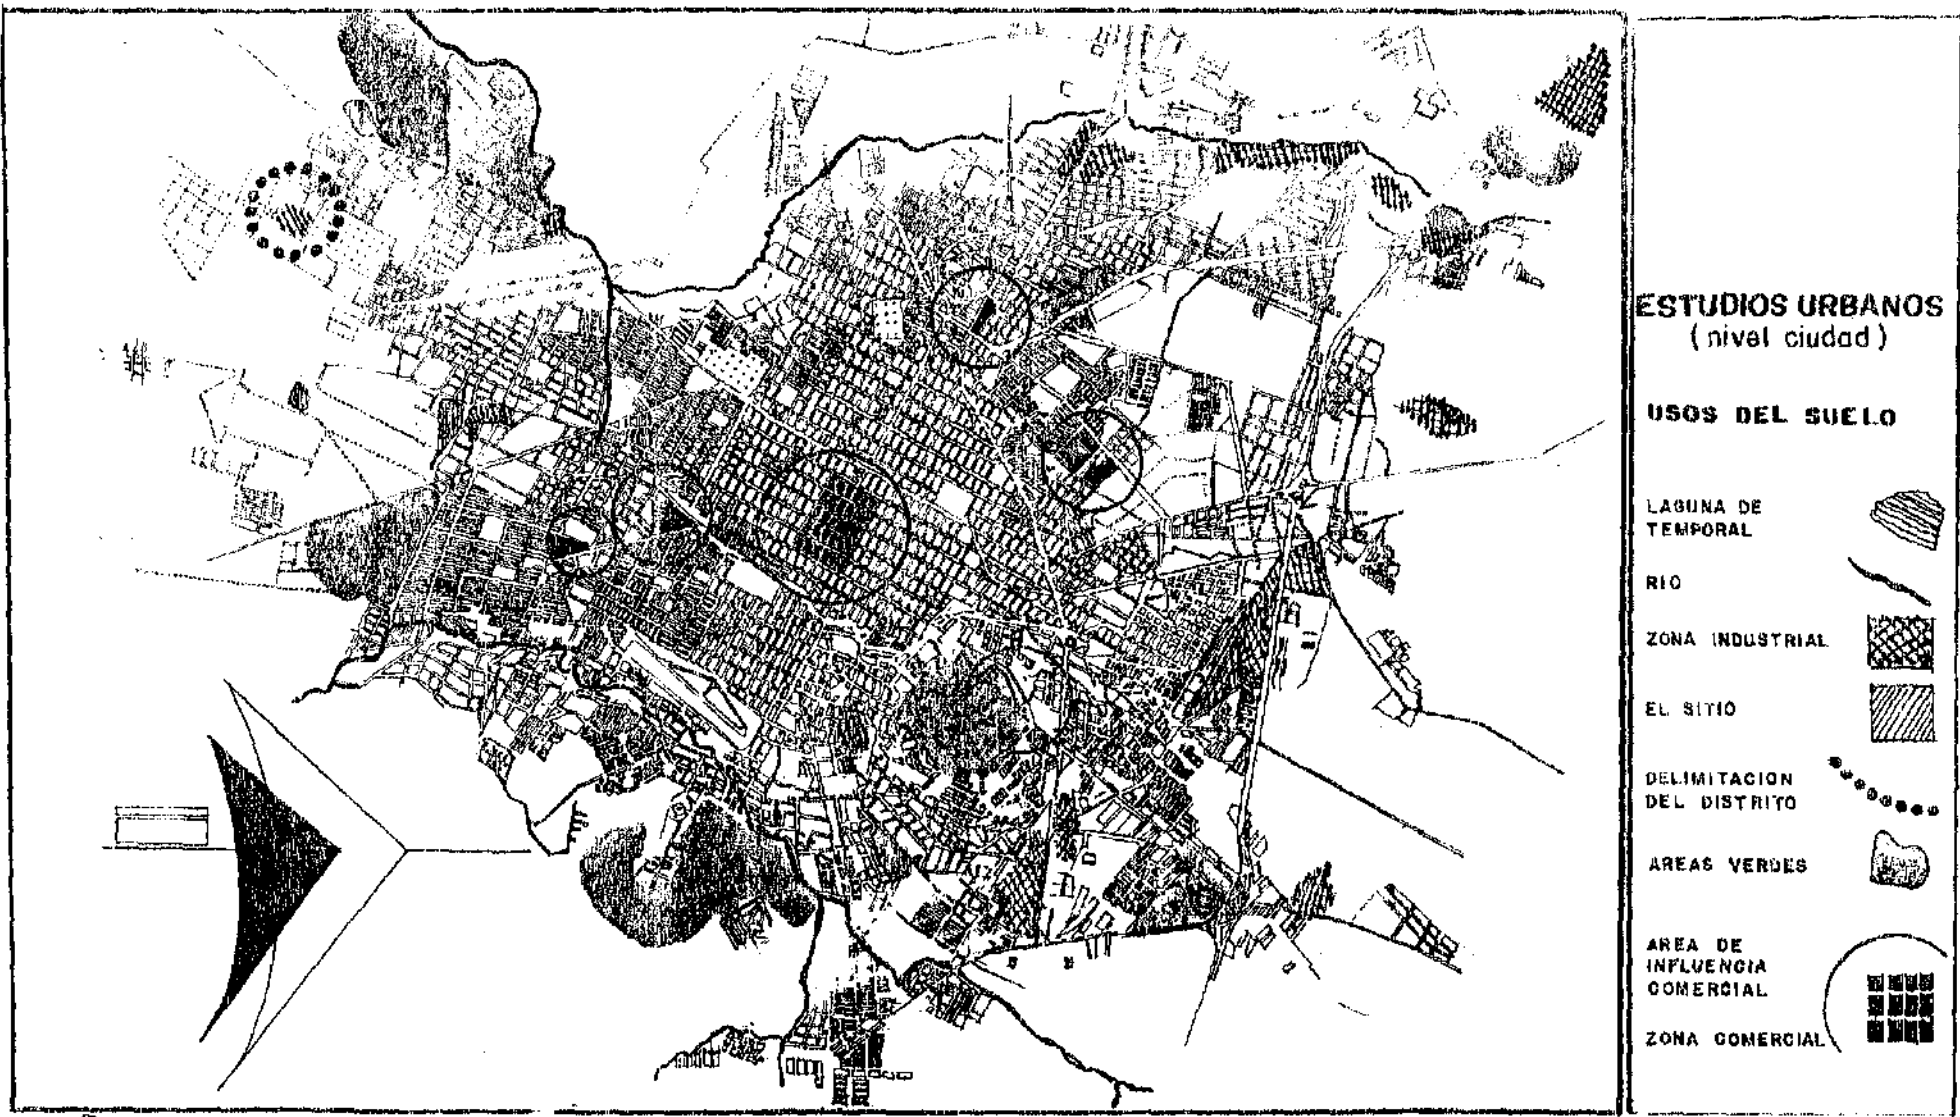 ESTUDIOS URBANOS
(nivel ciudad)
USOS DEL SUELO
LAGUNA DE
TEMPORAL
RIO
ZONA INDUSTRIAL
EL SITIO
DELIMITACION
DEL DISTRITO
AREAS VERDES
AREA DE
INFLUENCIA
COMERCIAL
ZONA COMERCIAL